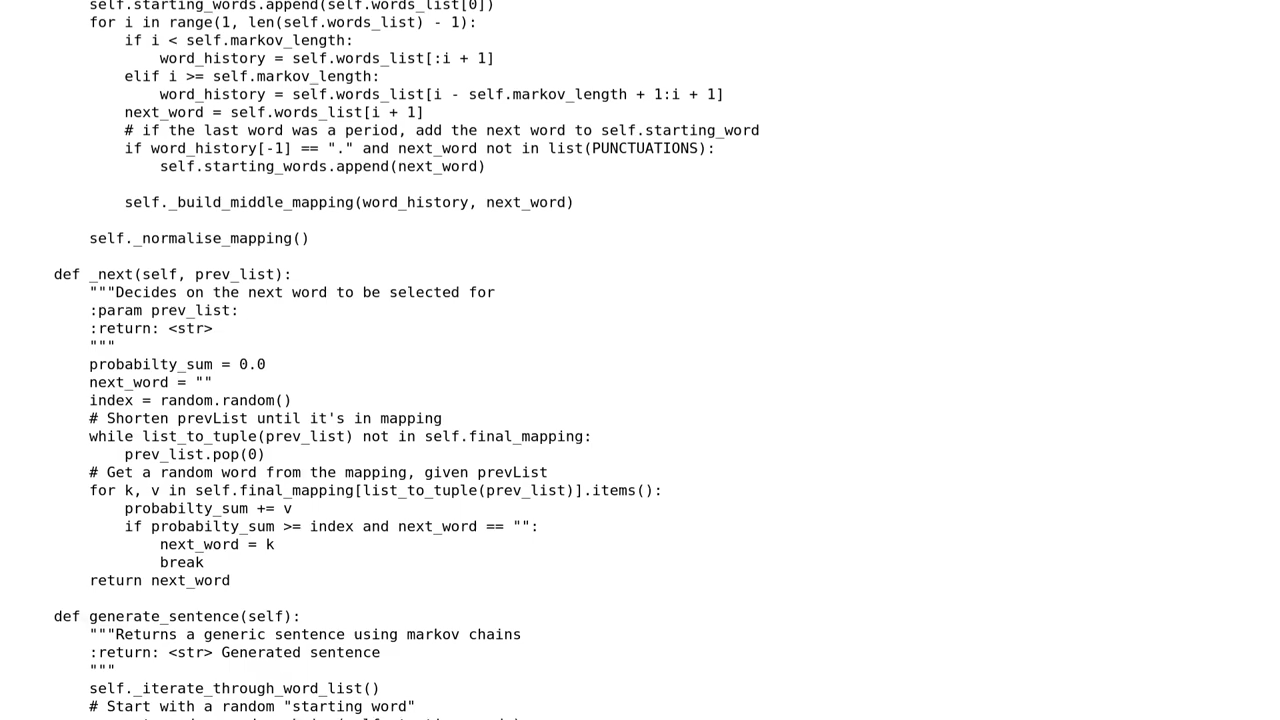 self.starting_words.append(self.words_list[0])
        for i in range(1, len(self.words_list) - 1):
            if i < self.markov_length:
                word_history = self.words_list[:i + 1]
            elif i >= self.markov_length:
                word_history = self.words_list[i - self.markov_length + 1:i + 1]
            next_word = self.words_list[i + 1]
            # if the last word was a period, add the next word to self.starting_word
            if word_history[-1] == "." and next_word not in list(PUNCTUATIONS):
                self.starting_words.append(next_word)

            self._build_middle_mapping(word_history, next_word)

        self._normalise_mapping()

    def _next(self, prev_list):
        """Decides on the next word to be selected for
        :param prev_list:
        :return: <str>
        """
        probabilty_sum = 0.0
        next_word = ""
        index = random.random()
        # Shorten prevList until it's in mapping
        while list_to_tuple(prev_list) not in self.final_mapping:
            prev_list.pop(0)
        # Get a random word from the mapping, given prevList
        for k, v in self.final_mapping[list_to_tuple(prev_list)].items():
            probabilty_sum += v
            if probabilty_sum >= index and next_word == "":
                next_word = k
                break
        return next_word

    def generate_sentence(self):
        """Returns a generic sentence using markov chains
        :return: <str> Generated sentence
        """
        self._iterate_through_word_list()
        # Start with a random "starting word"